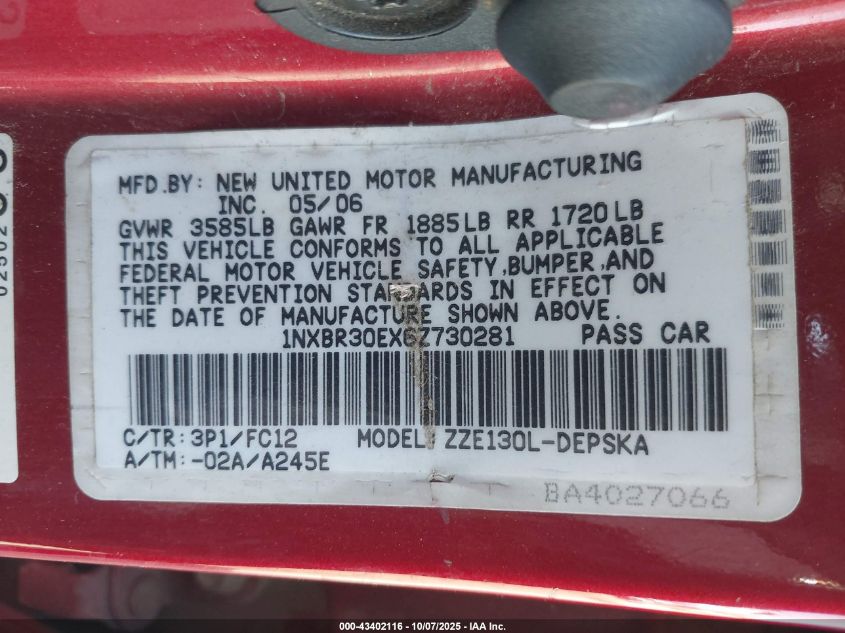 MFD.BY: NEW UNITED MOTOR MANUFACTURING
INC. 05/06
GVWR 3585LB GAWR FR 1885LB RR 1720LB
THIS VEHICLE CONFORMS TO ALL APPLICABLE
FEDERAL MOTOR VEHICLE SAFETY,BUMPER,AND
THEFT PREVENTION STANDARDS IN EFFECT ON
THE DATE OF MANUFACTURE SHOWN ABOVE.
1NXBR30EX6Z730281 PASS CAR
C/TR: 3P1/FC12 MODEL: ZZE130L-DEPSKA
A/TM: -02A/A245E
BA4027066
000-43402116 - 10/07/2025 - IAA Inc.